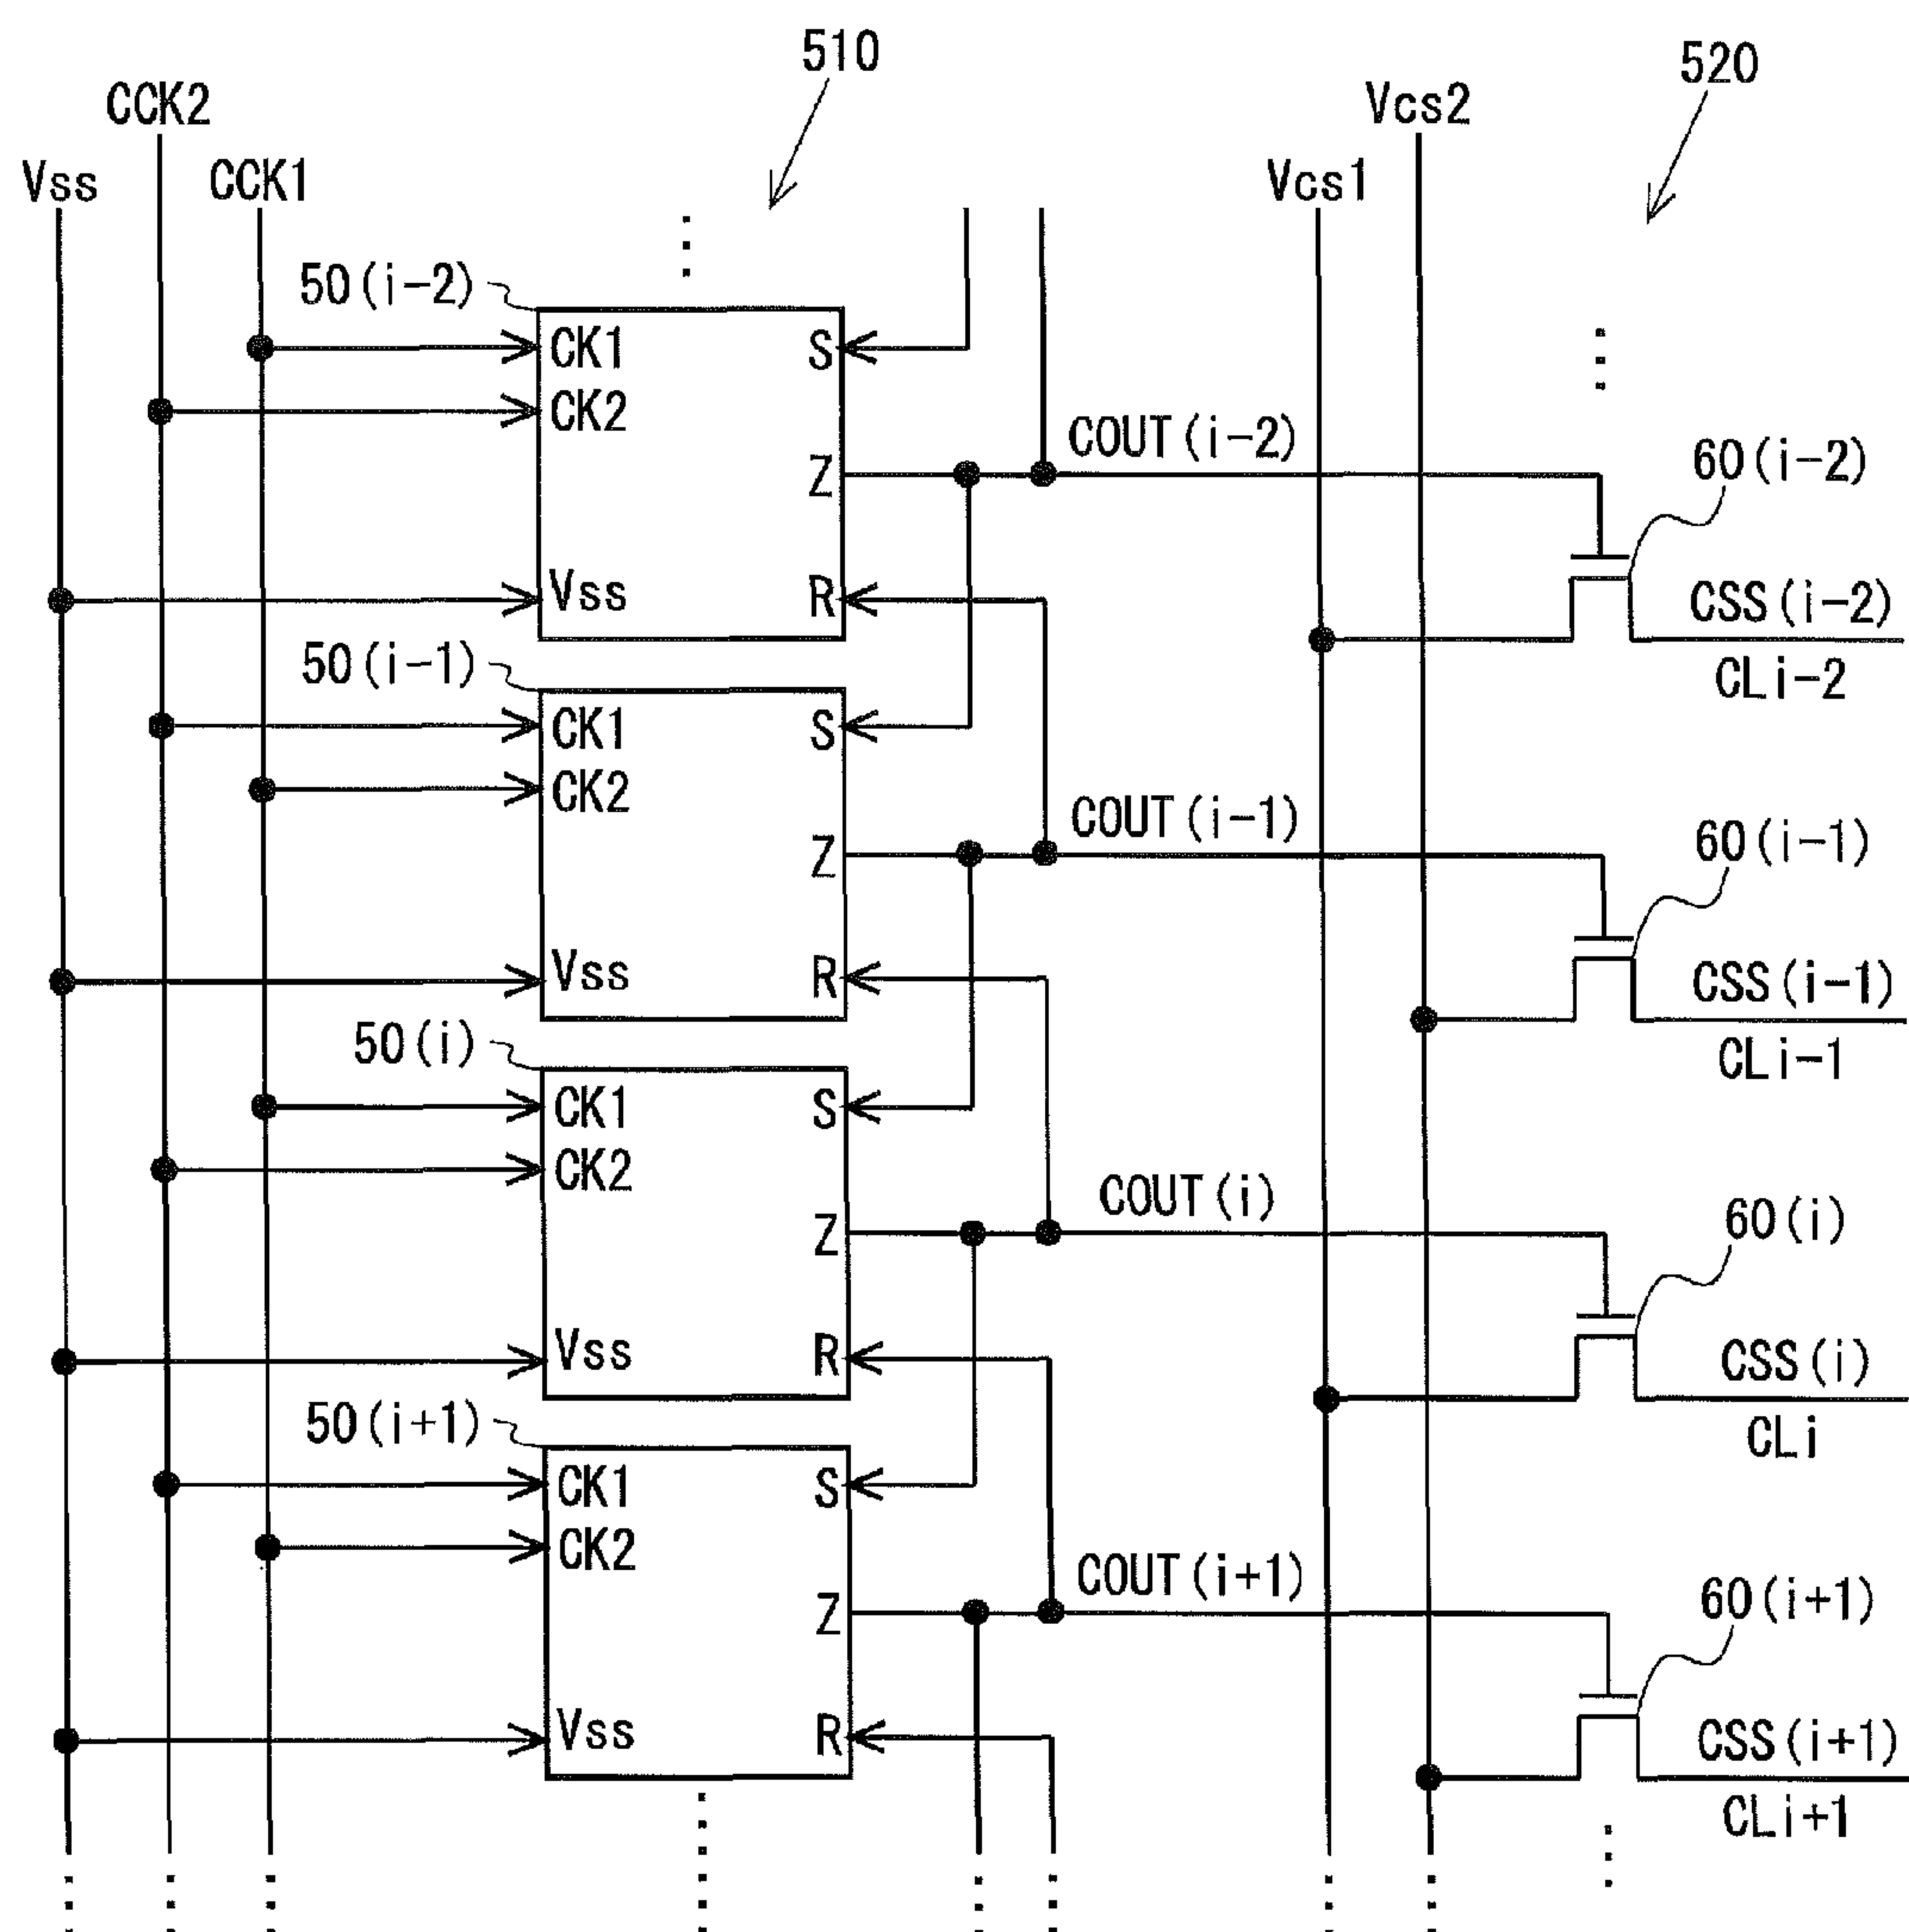 510
520
CCK2
Vcs2
Vss
CCK1
Vcs1
50(i-2)
CK1
S
CK2
COUT(i-2)
60(i-2)
Z
Vss
R
CSS(i-2)
CLi-2
50(i-1)
CK1
S
CK2
COUT(i-1)
60(i-1)
Z
Vss
R
CSS(i-1)
CLi-1
50(i)
CK1
S
CK2
COUT(i)
60(i)
Z
Vss
R
CSS(i)
CLi
50(i+1)
CK1
S
CK2
COUT(i+1)
60(i+1)
Z
Vss
R
CSS(i+1)
CLi+1